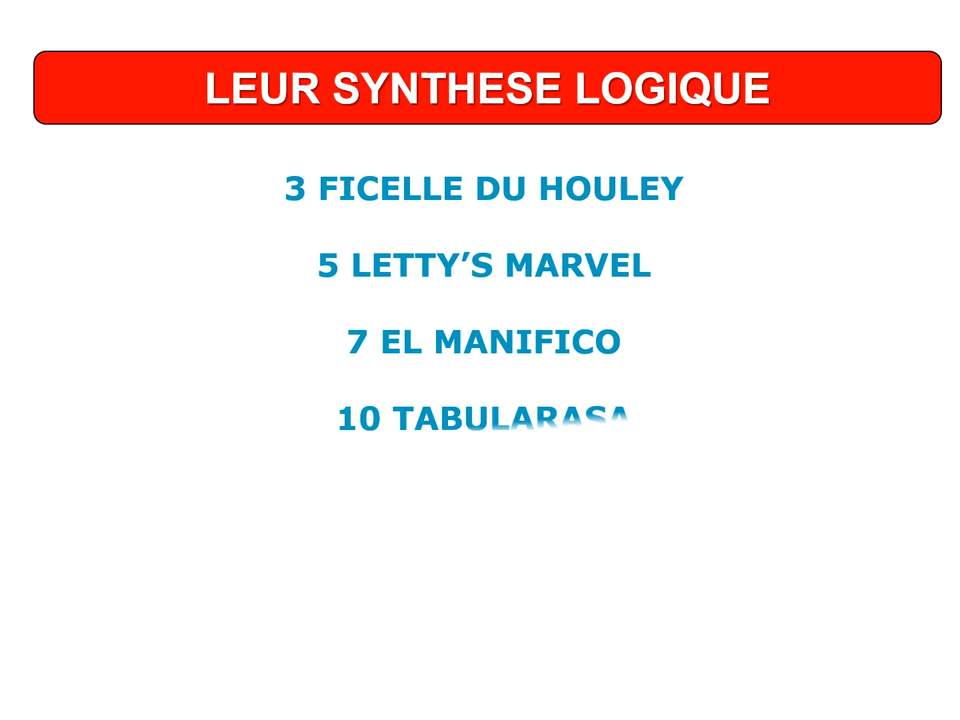 LEUR SYNTHESE LOGIQUE
3 FICELLE DU HOULEY
5 LETTY’S MARVEL
7 EL MANIFICO
10 TABULARASA